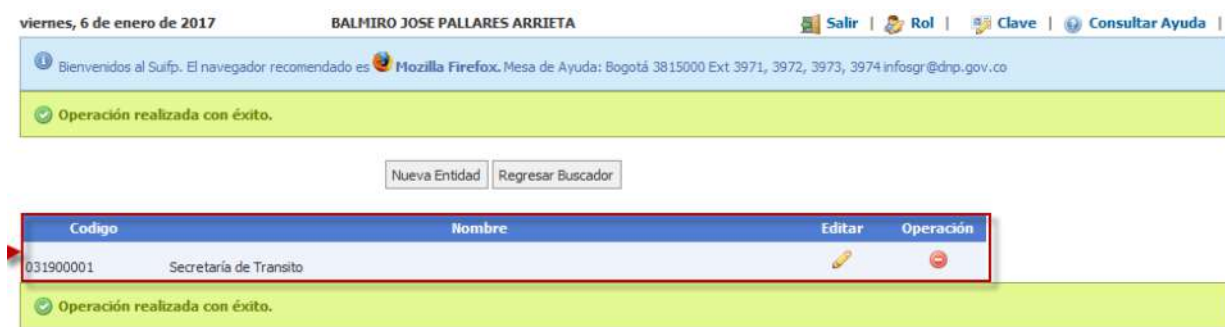 viernes, 6 de enero de 2017 BALMIRO JOSE PALLARES ARRIETA Salir | Rol | Clave | Consultar Ayuda |
Bienvenidos al Suifp. El navegador recomendado es Mozilla Firefox. Mesa de Ayuda: Bogotá 3815000 Ext 3971, 3972, 3973, 3974 infosgr@dnp.gov.co
Operación realizada con éxito.
Nueva Entidad Regresar Buscador
Codigo Nombre Editar Operación
031900001 Secretaría de Transito
Operación realizada con éxito.